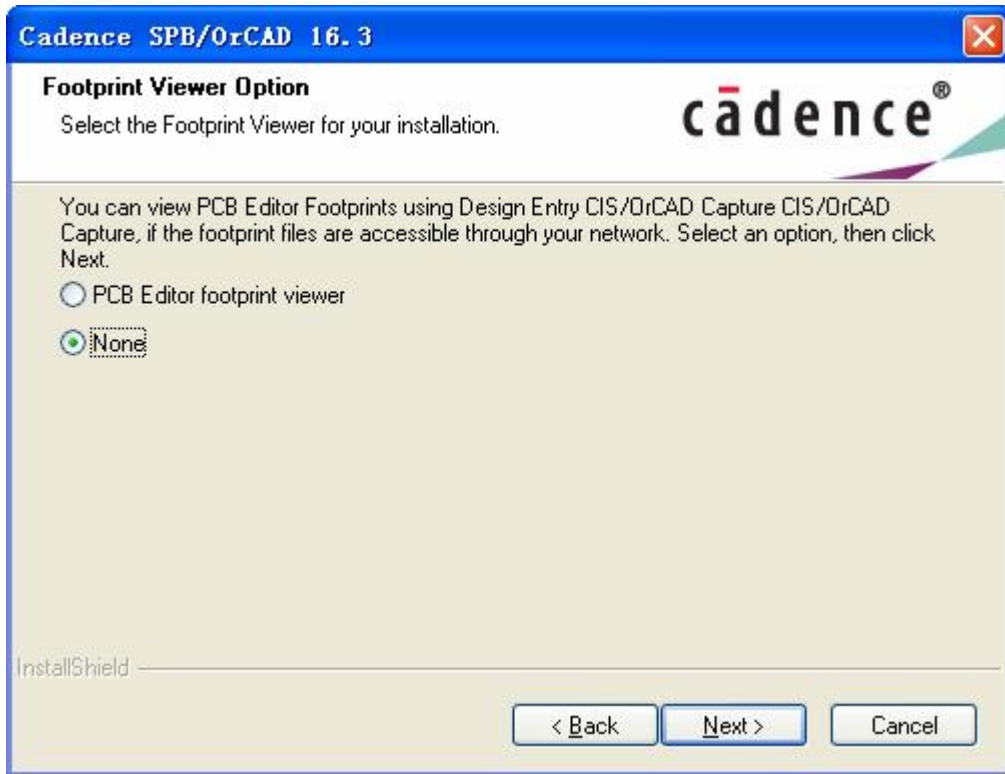 Cadence SPB/OrCAD 16.3
Footprint Viewer Option
Select the Footprint Viewer for your installation.
cādence®
You can view PCB Editor Footprints using Design Entry CIS/OrCAD Capture CIS/OrCAD
Capture, if the footprint files are accessible through your network. Select an option, then click
Next.
PCB Editor footprint viewer
None
InstallShield
< Back
Next >
Cancel